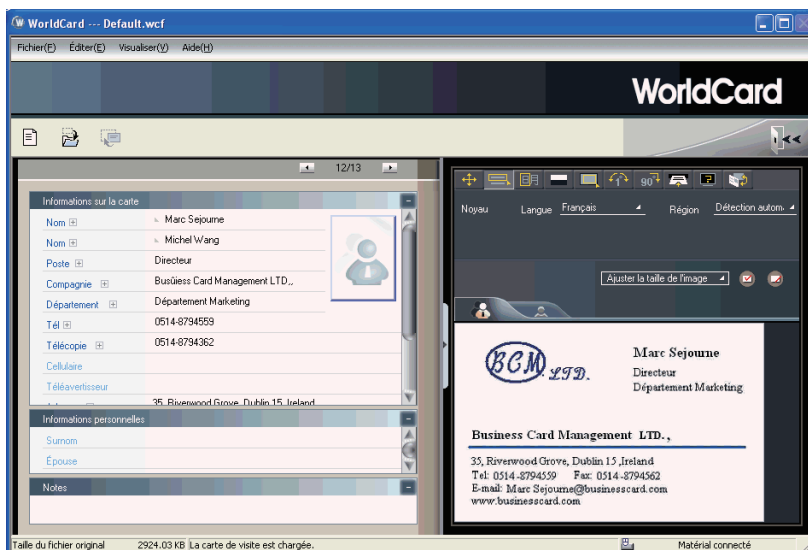 WorldCard --- Default.wcf
Fichier(F) Éditer(E) Visualiser(V) Aide(H)
WorldCard
12/13
Informations sur la carte
Nom Marc Sejourne
Nom Michel Wang
Poste Directeur
Compagnie Busûiess Card Management LTD,,
Département Département Marketing
Tél 0514-8794559
Télécopie 0514-8794362
Cellulaire
Téléavertisseur
35, Riverwood Grove, Dublin 15 ,Ireland
Informations personnelles
Surnom
Épouse
Notes
1 90°
Noyau Langue Français Région Détection autom.
Ajuster la taille de l'image
BCM. LTD.
Marc Sejourne
Directeur
Département Marketing
Business Card Management LTD.,
35, Riverwood Grove, Dublin 15 ,Ireland
Tel: 0514-8794559 Fax: 0514-8794562
E-mail: Marc Sejourne@businesscard.com
www.businesscard.com
Taille du fichier original 2924.03 KB La carte de visite est chargée. Matérial connecté